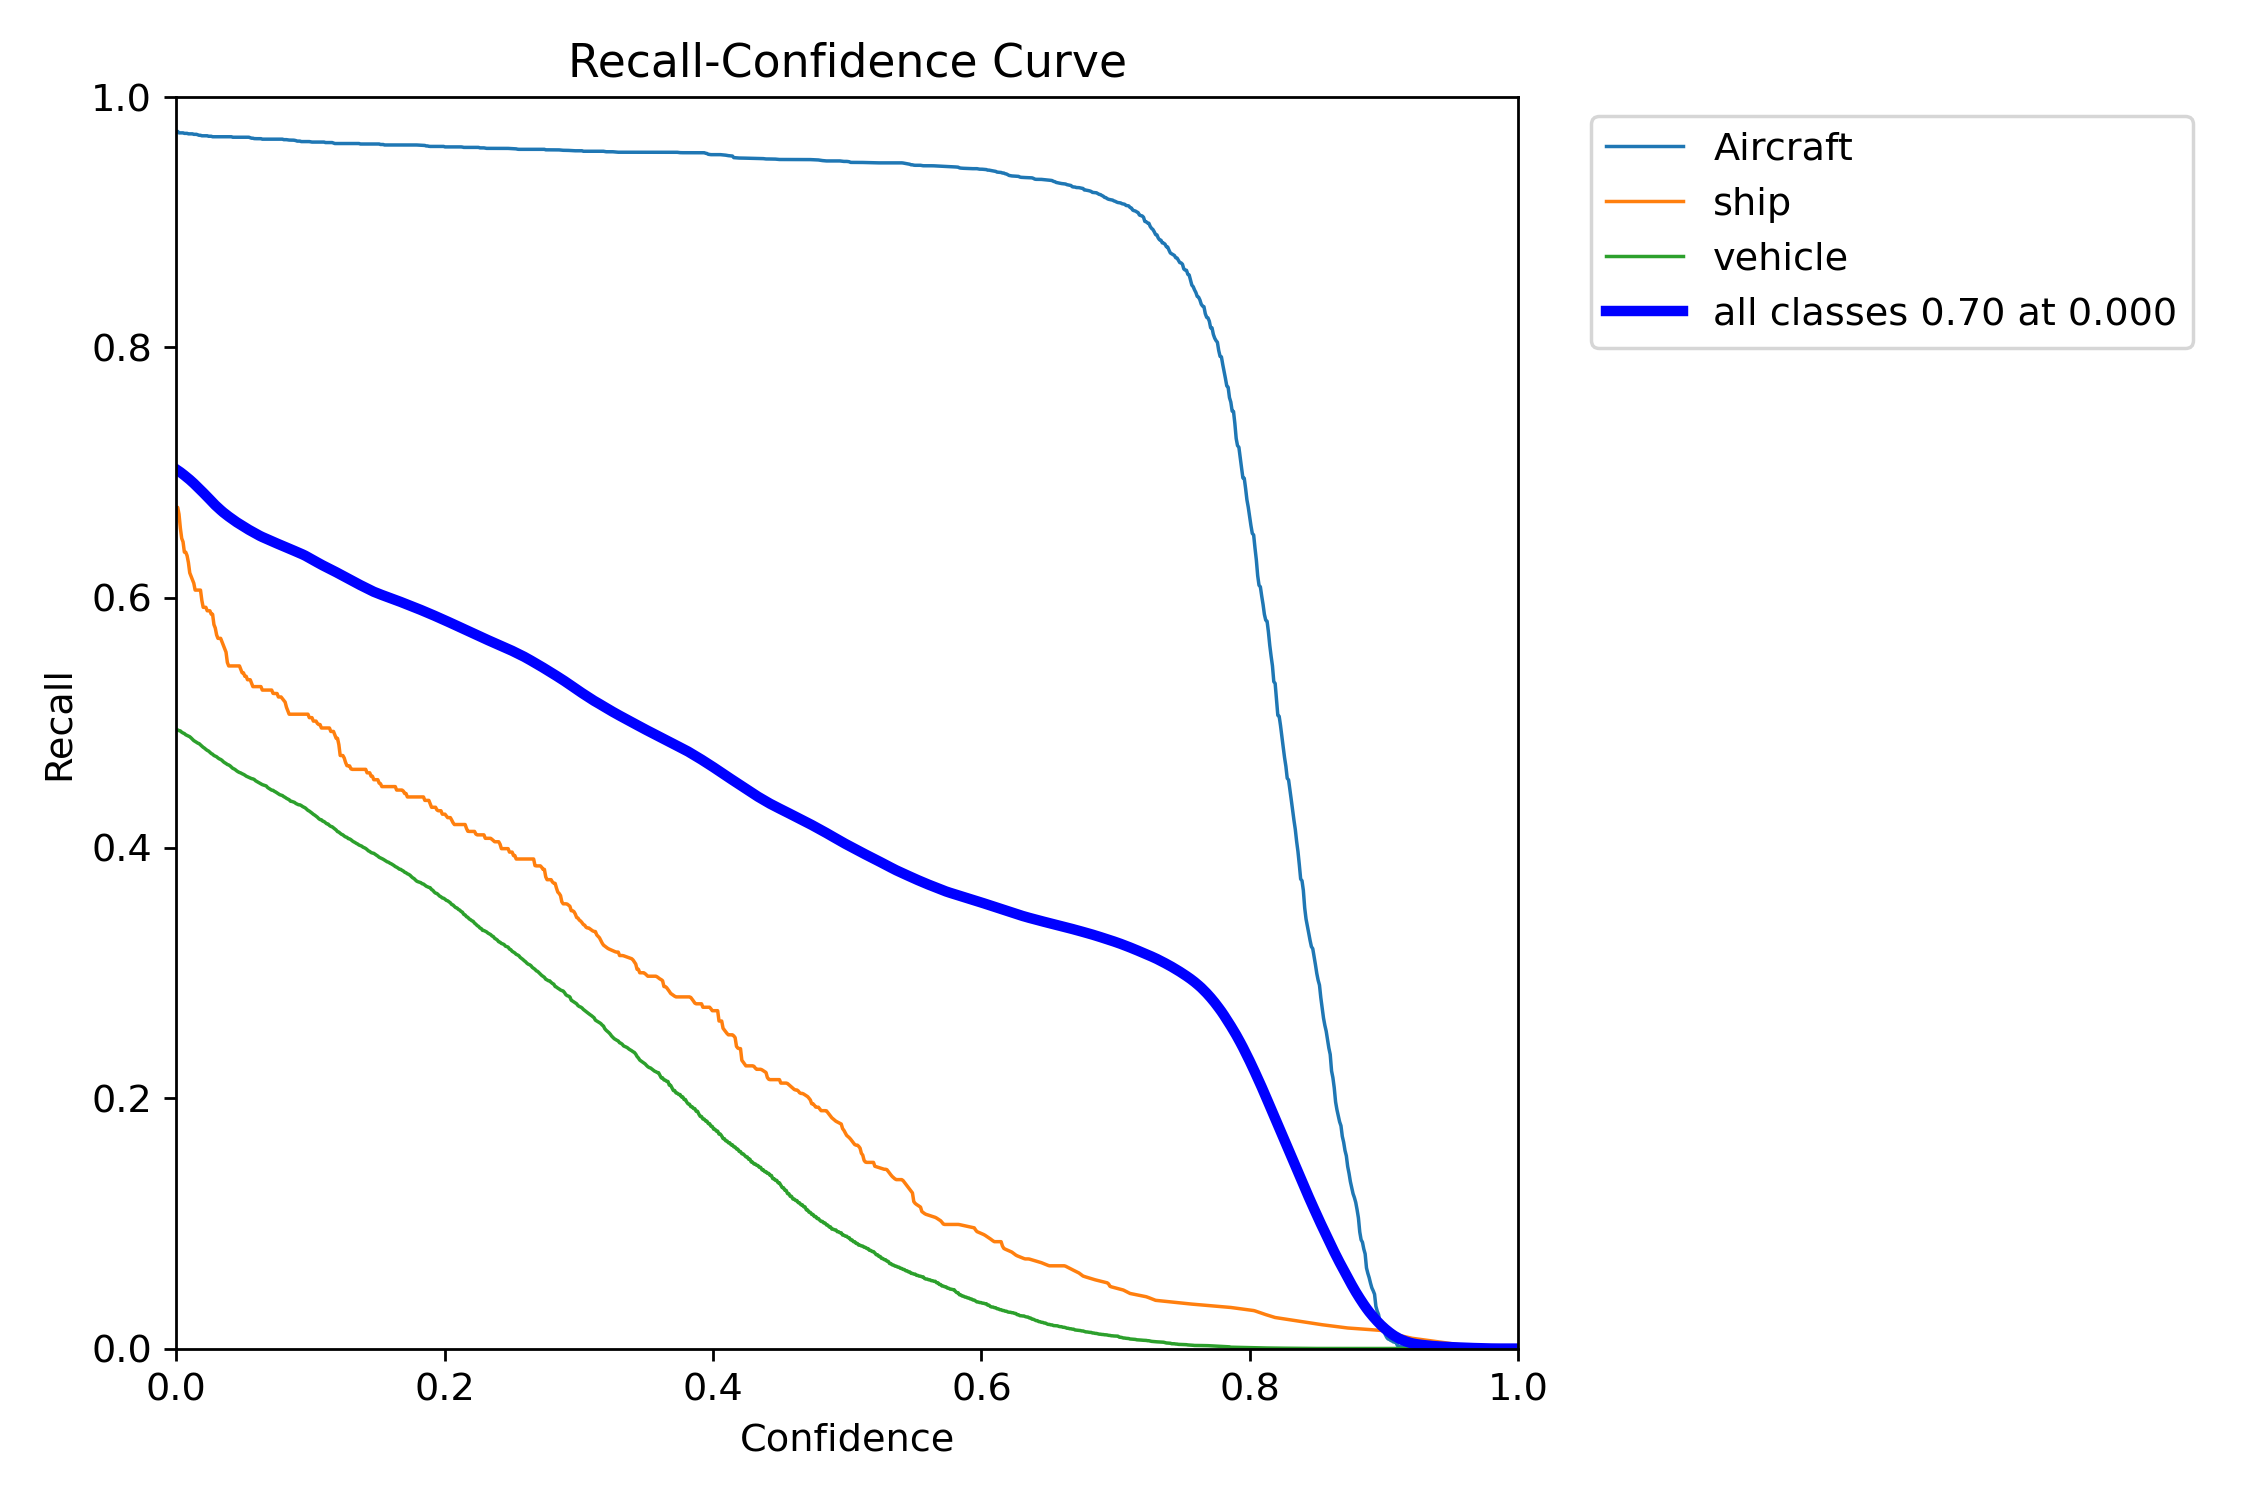 Recall-Confidence Curve
1.0
0.8
0.6
0.4
0.2
0.0
Recall
0.0 0.2 0.4 0.6 0.8 1.0
Confidence
Aircraft
ship
vehicle
all classes 0.70 at 0.000